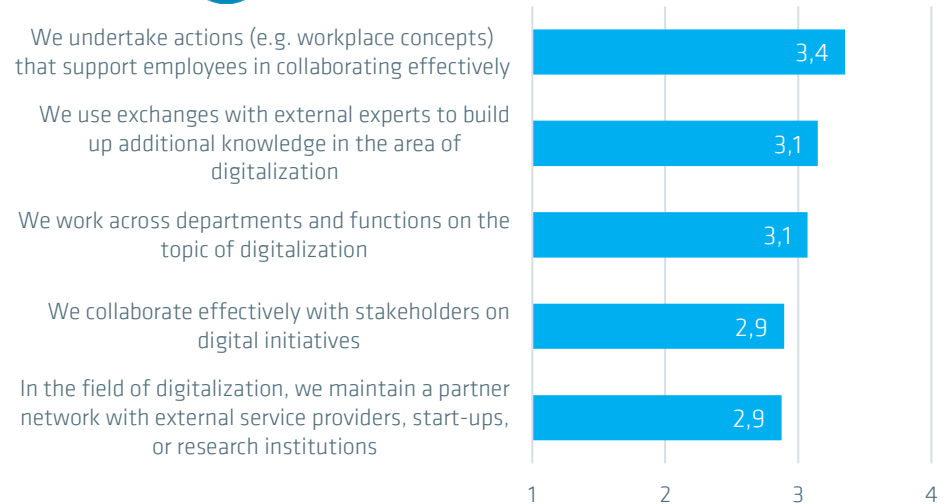 We undertake actions (e.g. workplace concepts)
that support employees in collaborating effectively
3,4
We use exchanges with external experts to build
up additional knowledge in the area of
digitalization
3,1
We work across departments and functions on the
topic of digitalization
3,1
We collaborate effectively with stakeholders on
digital initiatives
2,9
In the field of digitalization, we maintain a partner
network with external service providers, start-ups,
or research institutions
2,9
1 2 3 4